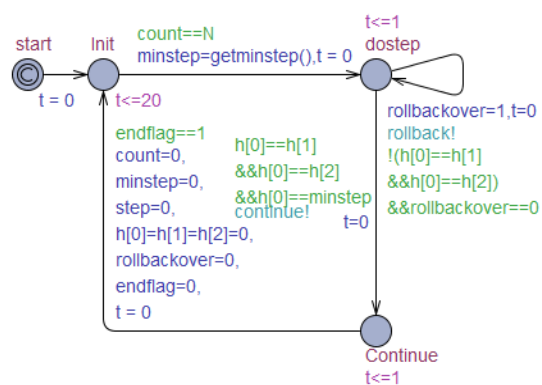 start
C
t = 0
Init
t<=20
count==N
minstep=getminstep(),t = 0
t<=1
dostep
rollbackover=1,t=0
rollback!
!(h[0]==h[1]
&&h[0]==h[2])
&&rollbackover==0
endflag==1
count=0,
minstep=0,
step=0,
h[0]=h[1]=h[2]=0,
rollbackover=0,
endflag=0,
t = 0
h[0]==h[1]
&&h[0]==h[2]
&&h[0]==minstep
continue!
t=0
Continue
t<=1